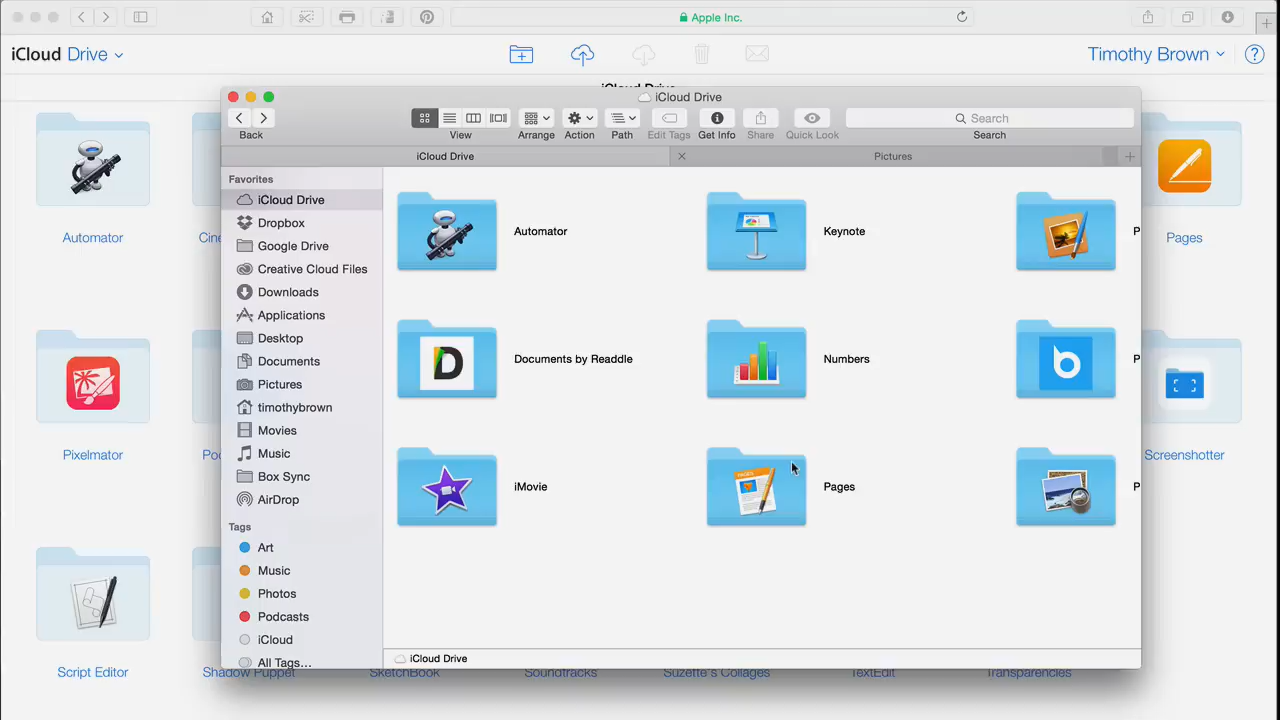 Apple Inc.
iCloud Drive
Timothy Brown
iCloud Drive
Back
View
Arrange
Action
Path
Edit Tags
Get Info
Share
Quick Look
Search
Search
iCloud Drive
Pictures
Favorites
iCloud Drive
Dropbox
Google Drive
Creative Cloud Files
Downloads
Applications
Desktop
Documents
Pictures
timothybrown
Movies
Music
Box Sync
AirDrop
Tags
Art
Music
Photos
Podcasts
iCloud
All Tags…
Automator
Keynote
P
Documents by Readdle
Numbers
P
iMovie
PAGES
Pages
P
iCloud Drive
Automator
Cine
Pages
Pixelmator
Poc
Screenshotter
Script Editor
Shadow Puppet
SketchBook
Soundtracks
Suzette's Collages
TextEdit
Transparencies